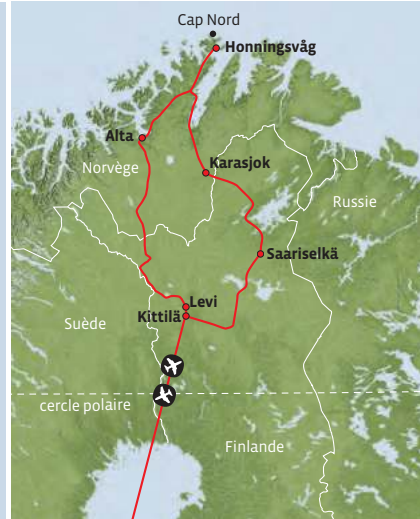 Cap Nord
Honningsvåg
Alta
Norvège
Karasjok
Russie
Saariselkä
Levi
Kittilä
Suède
cercle polaire
Finlande